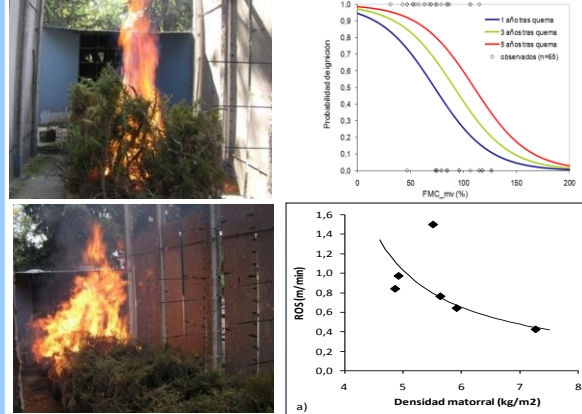 1,0
0,9
0,8
0,7
0,6
0,5
0,4
0,3
0,2
0,1
0,0
Probabilidad de ignición
1 año tras quema
3 años tras quema
5 años tras quema
observados (n=65)
0 50 100 150 200
FMC_mv (%)
1,6
1,4
1,2
1,0
0,8
0,6
0,4
0,2
0,0
ROS (m/min)
4 5 6 7 8
Densidad matorral (kg/m2)
a)